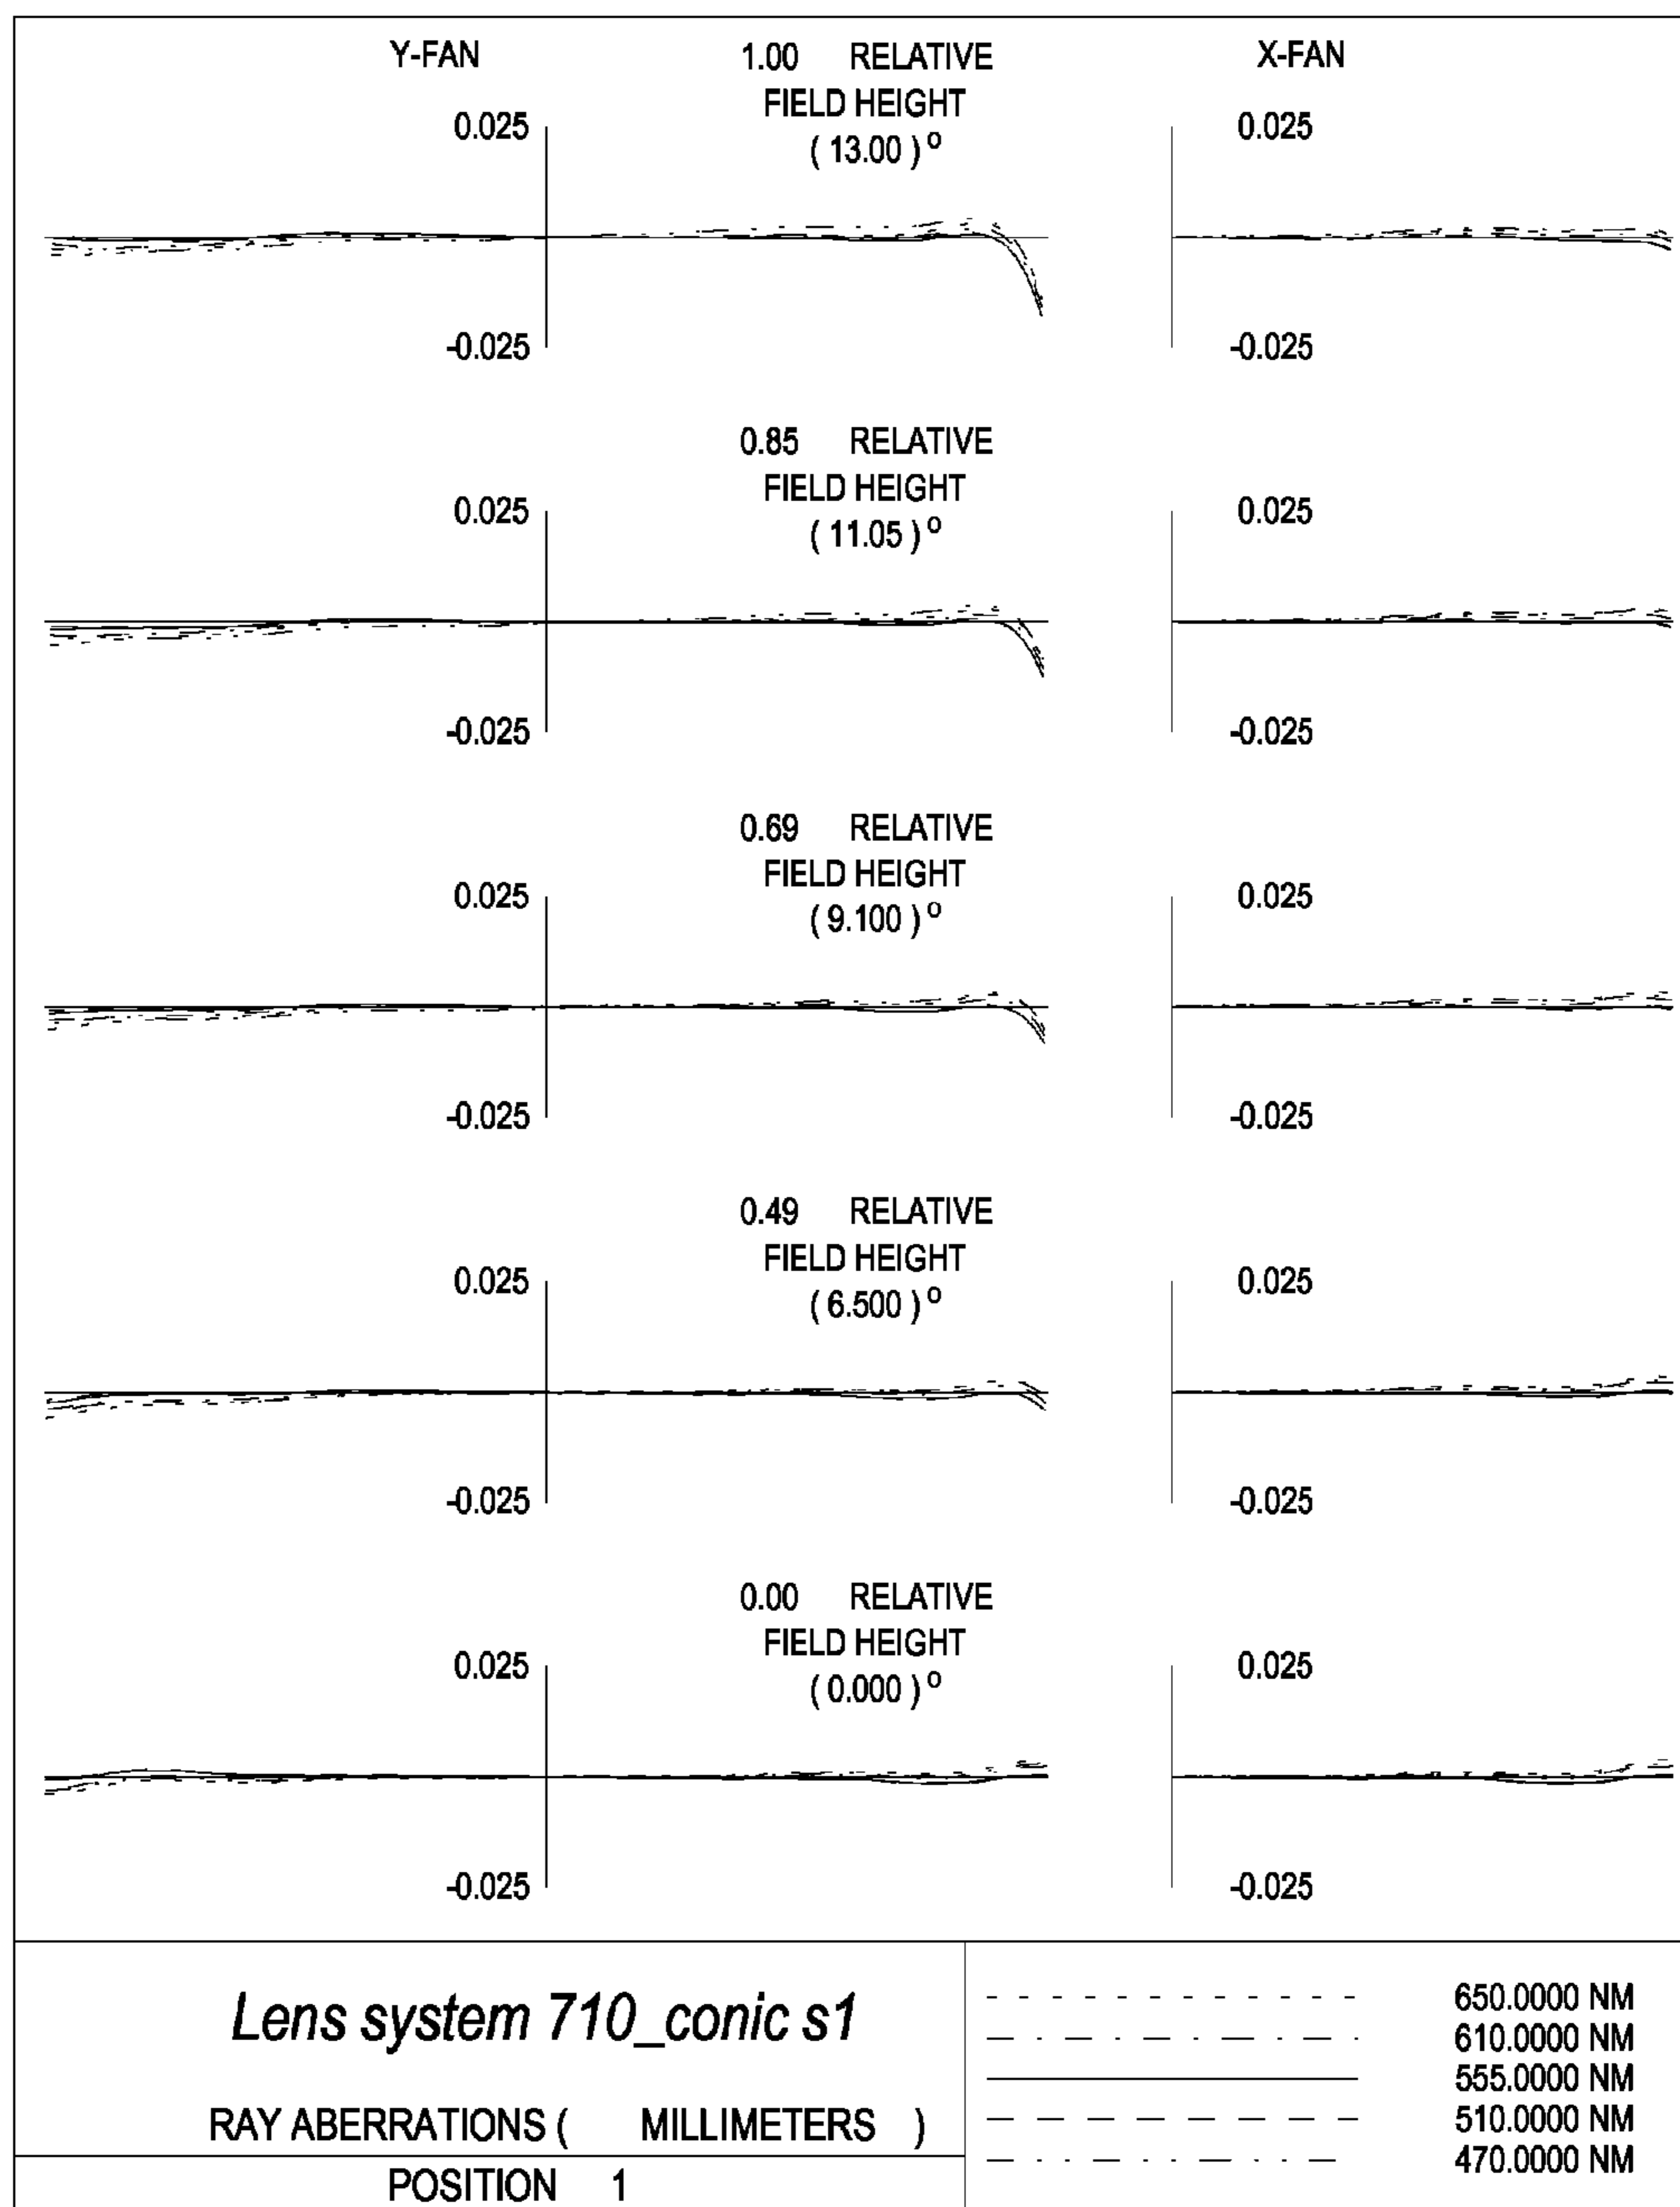 Y-FAN
1.00 RELATIVE
FIELD HEIGHT
( 13.00 ) º
X-FAN
0.025
-0.025
0.025
-0.025
0.85 RELATIVE
FIELD HEIGHT
( 11.05 ) º
0.025
-0.025
0.025
-0.025
0.69 RELATIVE
FIELD HEIGHT
( 9.100 ) º
0.025
-0.025
0.025
-0.025
0.49 RELATIVE
FIELD HEIGHT
( 6.500 ) º
0.025
-0.025
0.025
-0.025
0.00 RELATIVE
FIELD HEIGHT
( 0.000 ) º
0.025
-0.025
0.025
-0.025
Lens system 710_conic s1
RAY ABERRATIONS ( MILLIMETERS )
POSITION 1
650.0000 NM
610.0000 NM
555.0000 NM
510.0000 NM
470.0000 NM